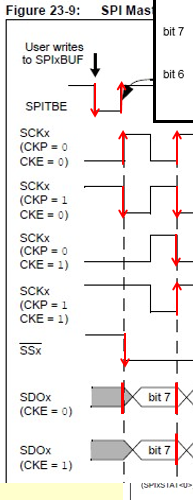 Figure 23-9: SPI Mast
bit 7
User writes
to SPIxBUF
bit 6
SPITBE
SCKx
(CKP = 0
CKE = 0)
SCKx
(CKP = 1
CKE = 0)
SCKx
(CKP = 0
CKE = 1)
SCKx
(CKP = 1
CKE = 1)
SSx
SDOx
(CKE = 0)
bit 7
SDOx
(CKE = 1)
bit 7
(SPIxSTAT<0>